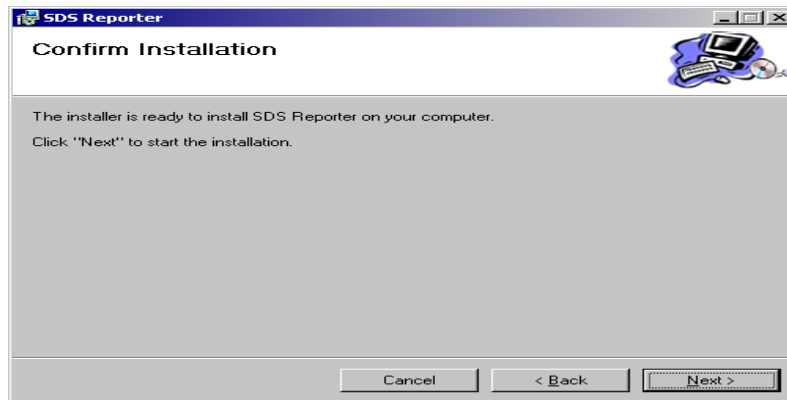 SDS Reporter
Confirm Installation
The installer is ready to install SDS Reporter on your computer.
Click "Next" to start the installation.
Cancel
< Back
Next >